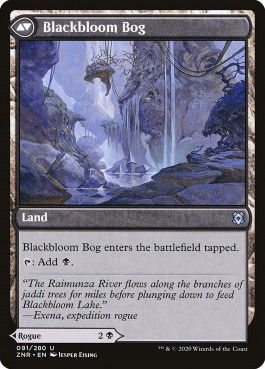 Blackbloom Bog
Land
Blackbloom Bog enters the battlefield tapped.
: Add .
"The Raimunza River flows along the branches of
jaddi trees for miles before plunging down to feed
Blackbloom Lake."
—Exena, expedition rogue
Rogue 2
091/280 U
ZNR • EN Jesper Eising
™ & © 2020 Wizards of the Coast